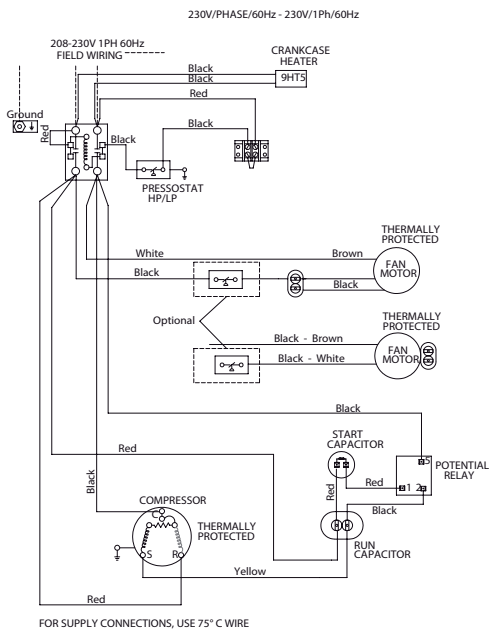 230V/PHASE/60Hz - 230V/1Ph/60Hz
208-230V 1PH 60Hz
FIELD WIRING
CRANKCASE
HEATER
9HT5
Black
Black
Red
Ground
Red
Black
Black
PRESSOSTAT
HP/LP
THERMALLY
PROTECTED
White
Brown
FAN
MOTOR
Black
Black
Optional
THERMALLY
PROTECTED
Black - Brown
FAN
MOTOR
Black - White
Black
START
CAPACITOR
Red
5
POTENTIAL
RELAY
Black
Red
Red
1 2
Black
COMPRESSOR
C
THERMALLY
PROTECTED
RUN
CAPACITOR
S
R
Yellow
Red
FOR SUPPLY CONNECTIONS, USE 75° C WIRE